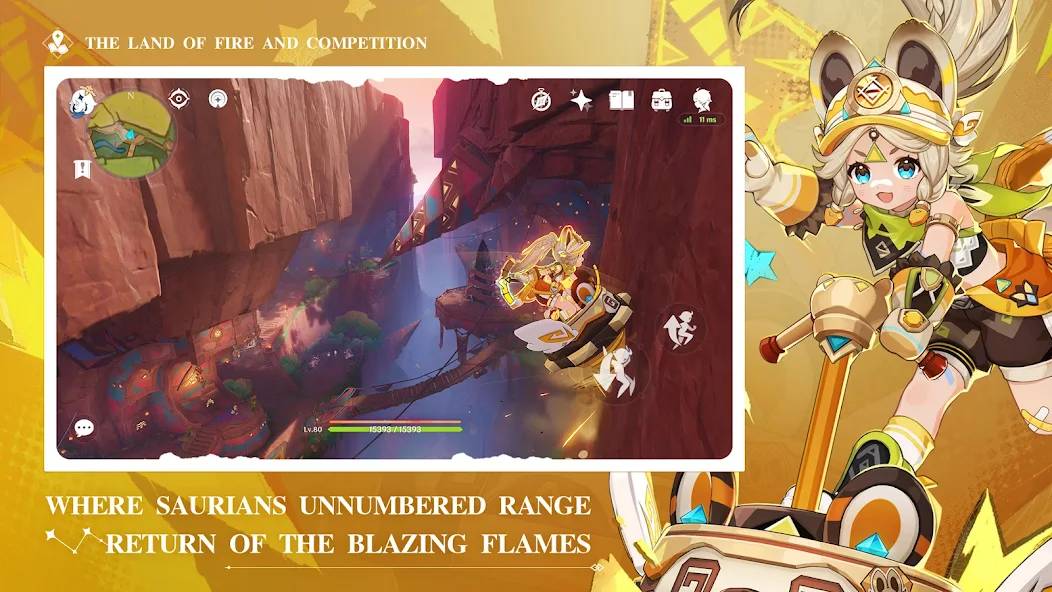 THE LAND OF FIRE AND COMPETITION
N
11 ms
Lv.80 15393 / 15393
WHERE SAURIANS UNNUMBERED RANGE
RETURN OF THE BLAZING FLAMES